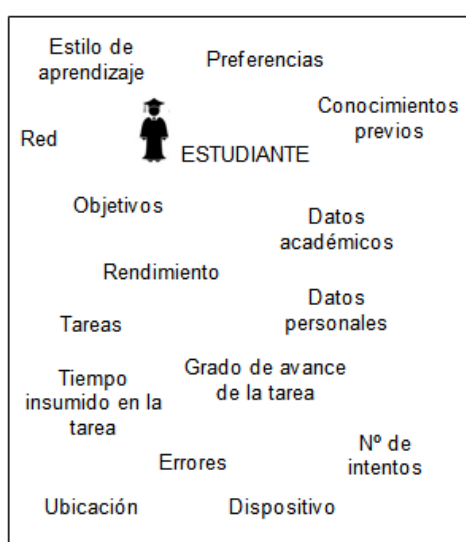 Estilo de
aprendizaje
Preferencias
Conocimientos
previos
Red
ESTUDIANTE
Objetivos
Datos
académicos
Rendimiento
Datos
personales
Tareas
Grado de avance
de la tarea
Tiempo
insumido en la
tarea
Nº de
intentos
Errores
Ubicación
Dispositivo